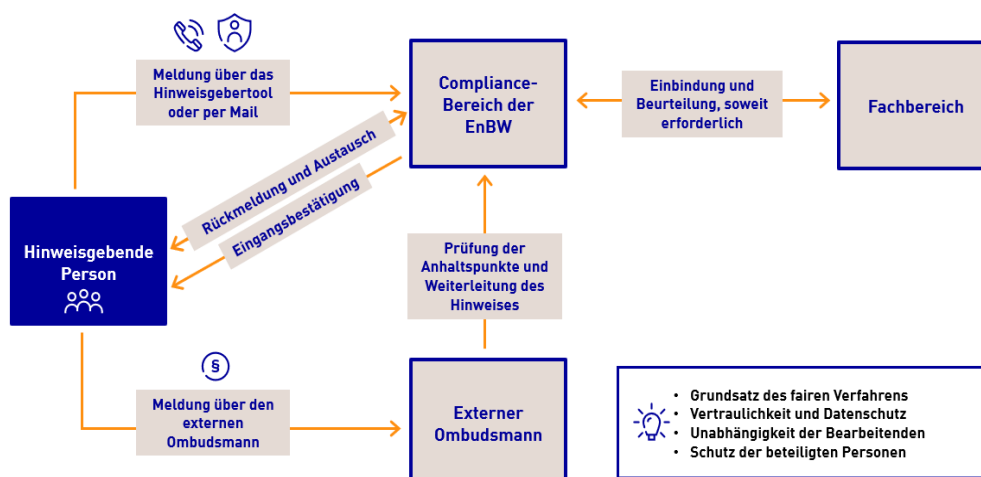 Meldung über das
Hinweisgebertool
oder per Mail
Compliance-
Bereich der
EnBW
Einbindung und
Beurteilung, soweit
erforderlich
Fachbereich
Rückmeldung und Austausch
Eingangsbestätigung
Hinweisgebende
Person
Prüfung der
Anhaltspunkte und
Weiterleitung des
Hinweises
§
Meldung über den
externen
Ombudsmann
Externer
Ombudsmann
• Grundsatz des fairen Verfahrens
• Vertraulichkeit und Datenschutz
• Unabhängigkeit der Bearbeitenden
• Schutz der beteiligten Personen